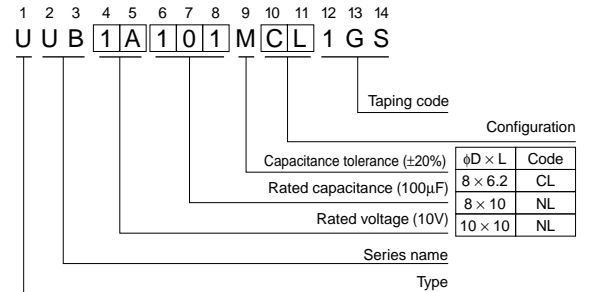 1 2 3 4 5 6 7 8 9 10 11 12 13 14
U U B 1 A 1 0 1 M C L 1 G S
Taping code
Configuration
ϕD × L Code
8 × 6.2 CL
8 × 10 NL
10 × 10 NL
Capacitance tolerance (±20%)
Rated capacitance (100µF)
Rated voltage (10V)
Series name
Type